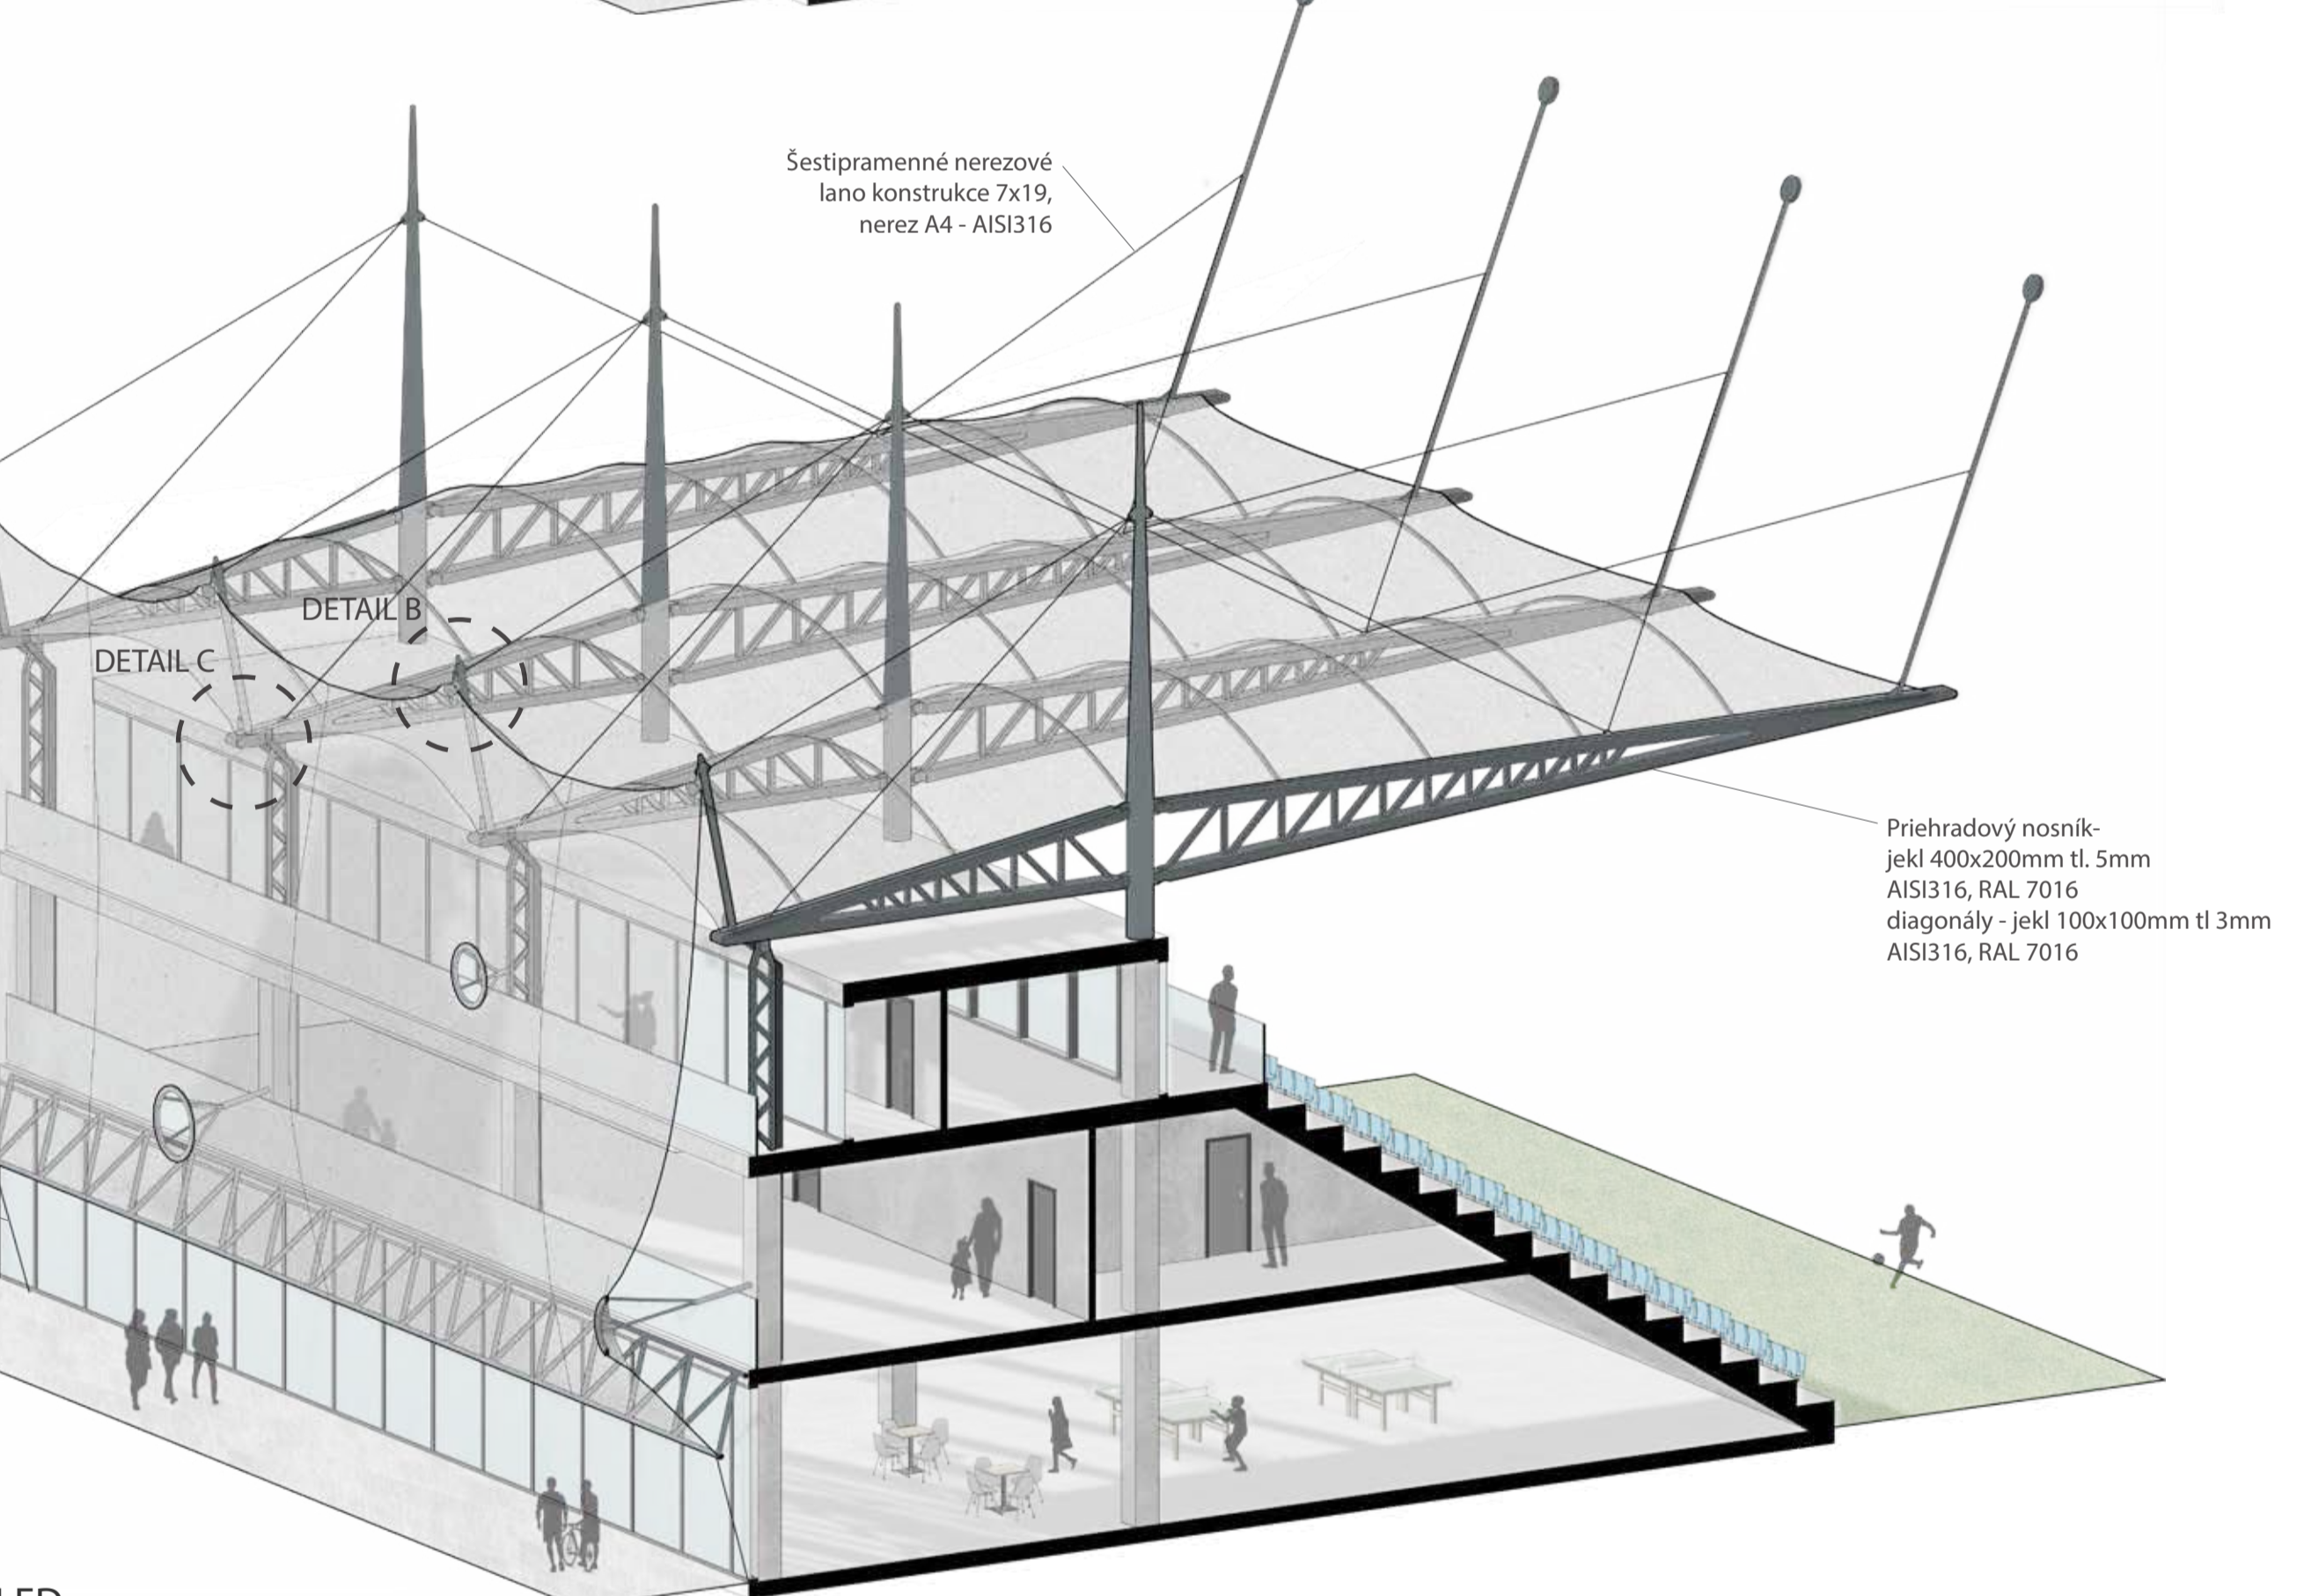 Šestipramenné nerezové
lano konstrukce 7x19,
nerez A4 - AISI316
DETAIL B
DETAIL C
Priehradový nosník-
jekl 400x200mm tl. 5mm
AISI316, RAL 7016
diagonály - jekl 100x100mm tl 3mm
AISI316, RAL 7016